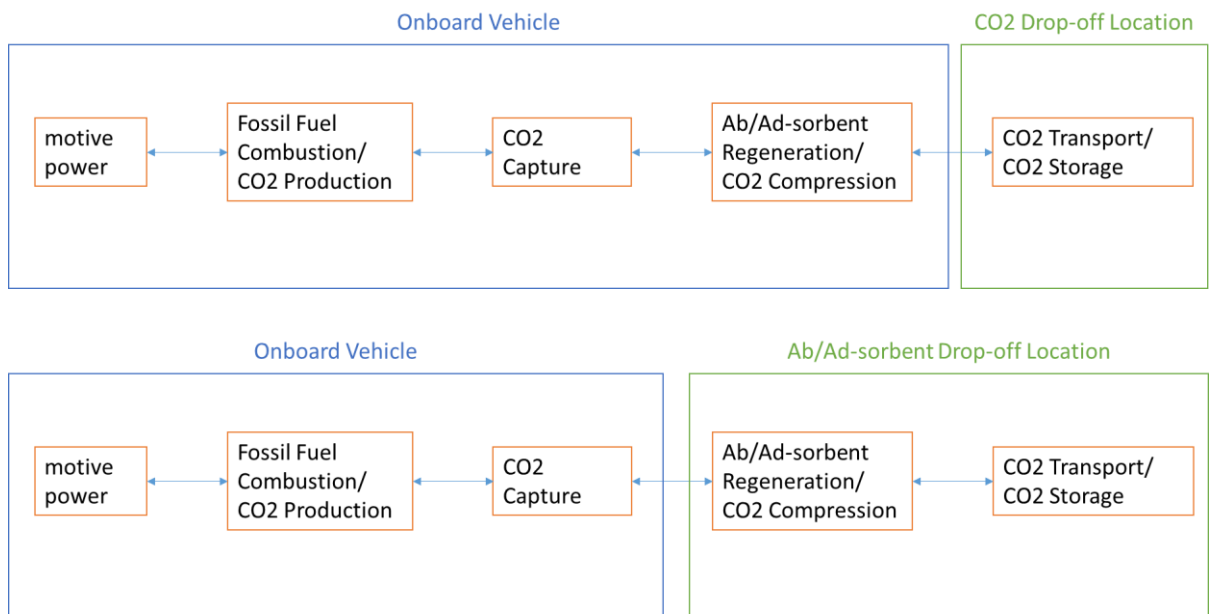 Onboard Vehicle
CO2 Drop-off Location
motive
power
Fossil Fuel
Combustion/
CO2 Production
CO2
Capture
Ab/Ad-sorbent
Regeneration/
CO2 Compression
CO2 Transport/
CO2 Storage
Onboard Vehicle
Ab/Ad-sorbent Drop-off Location
motive
power
Fossil Fuel
Combustion/
CO2 Production
CO2
Capture
Ab/Ad-sorbent
Regeneration/
CO2 Compression
CO2 Transport/
CO2 Storage